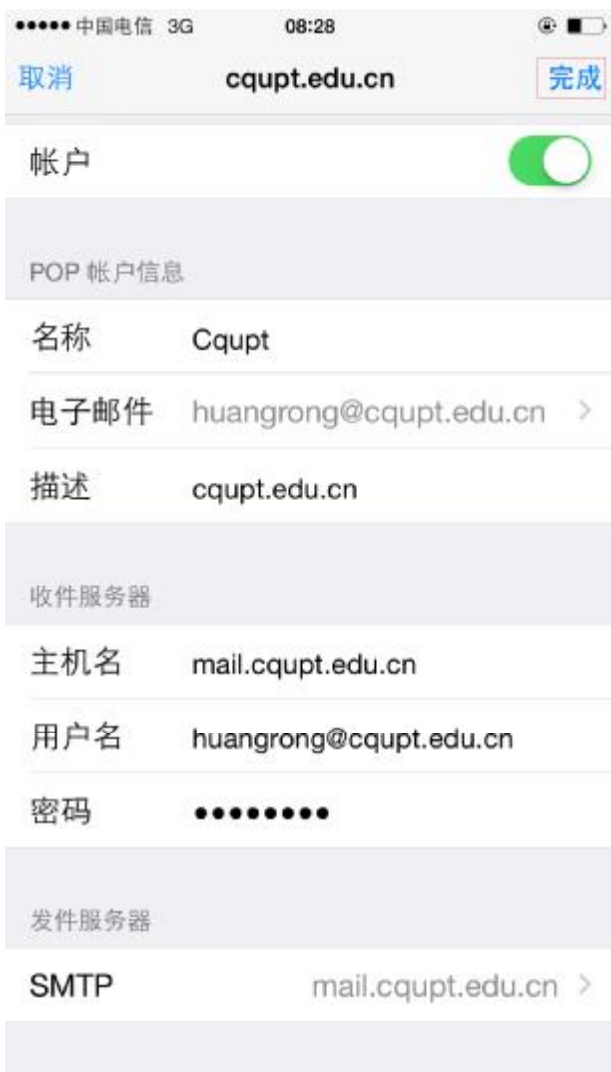 中国电信 3G 08:28
取消 cqupt.edu.cn 完成
帐户
POP 帐户信息
名称 Cqupt
电子邮件 huangrong@cqupt.edu.cn >
描述 cqupt.edu.cn
收件服务器
主机名 mail.cqupt.edu.cn
用户名 huangrong@cqupt.edu.cn
密码 ●●●●●●●●
发件服务器
SMTP mail.cqupt.edu.cn >